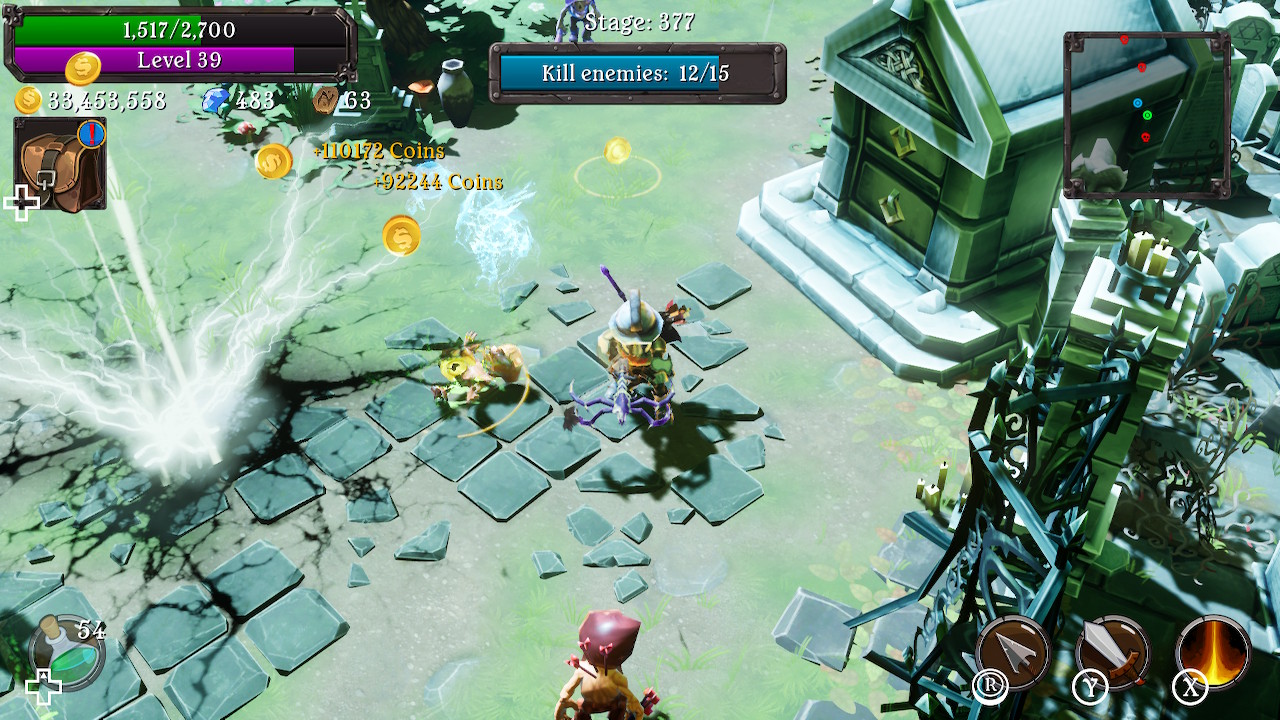 Stage: 377
1,517/2,700
Level 39
Kill enemies: 12/15
33,453,558
483
63
+110172 Coins
+92244 Coins
54
R
Y
X